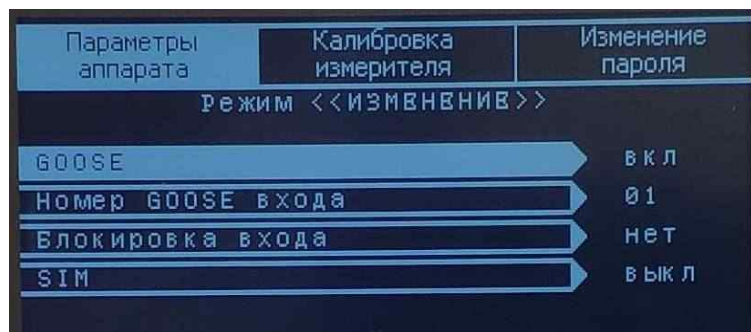 Параметры аппарата
Калибровка измерителя
Изменение пароля
Режим <<ИЗМЕНЕНИЕ>>
GOOSE вкл
Номер GOOSE входа 01
Блокировка входа нет
SIM выкл